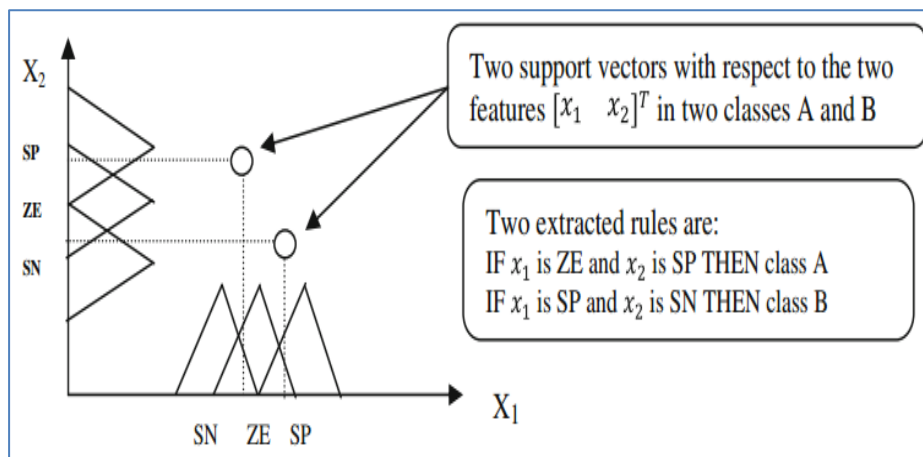 X₂
SP
ZE
SN
SN ZE SP
X₁
Two support vectors with respect to the two
features [x₁ x₂]ᵀ in two classes A and B
Two extracted rules are:
IF x₁ is ZE and x₂ is SP THEN class A
IF x₁ is SP and x₂ is SN THEN class B